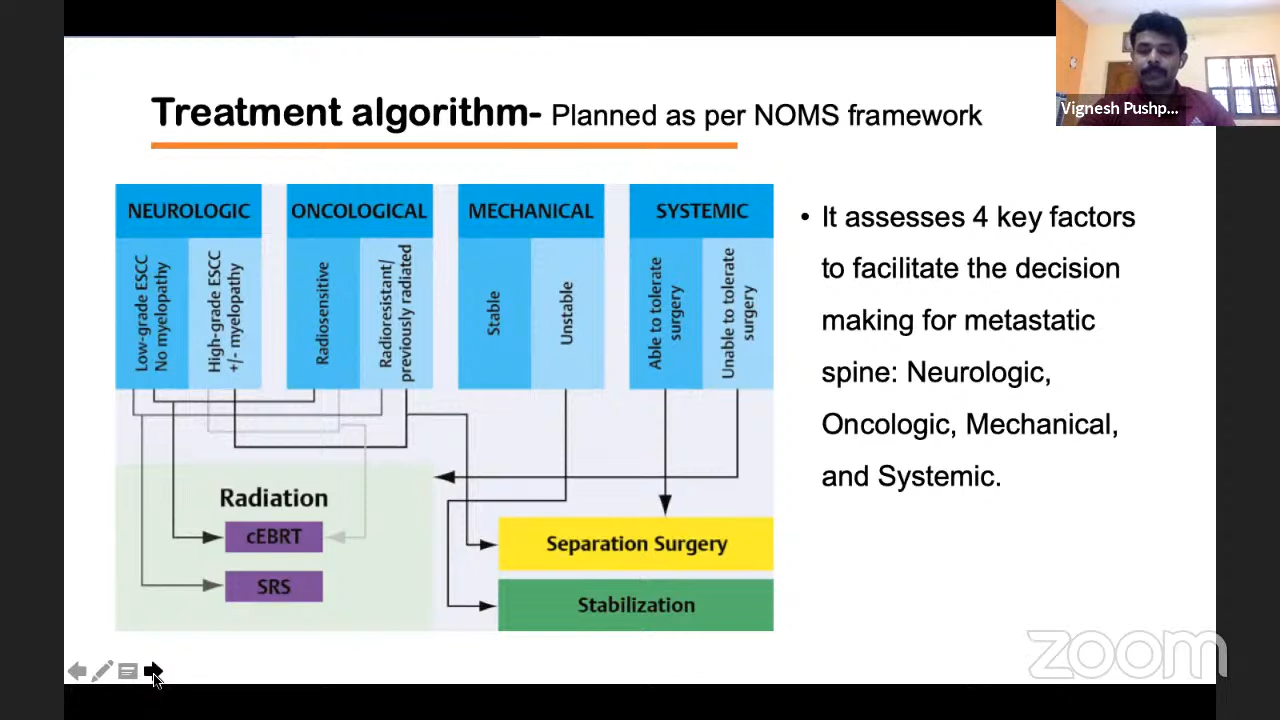 Vignesh Pushp...
Treatment algorithm- Planned as per NOMS framework
NEUROLOGIC
Low-grade ESCC
No myelopathy
High-grade ESCC
+/- myelopathy
ONCOLOGICAL
Radiosensitive
Radioresistant/
previously radiated
MECHANICAL
Stable
Unstable
SYSTEMIC
Able to tolerate
surgery
Unable to tolerate
surgery
Radiation
cEBRT
SRS
Separation Surgery
Stabilization
• It assesses 4 key factors
to facilitate the decision
making for metastatic
spine: Neurologic,
Oncologic, Mechanical,
and Systemic.
zoom